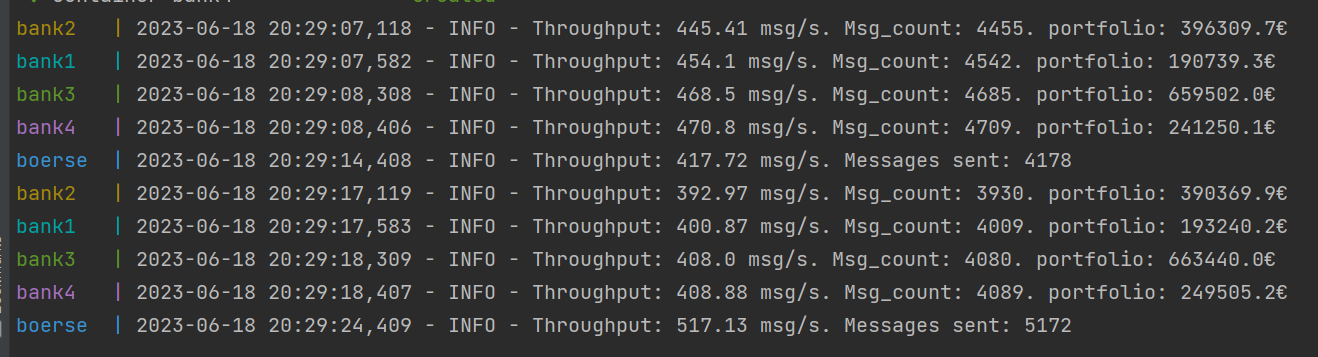 bank2 | 2023-06-18 20:29:07,118 - INFO - Throughput: 445.41 msg/s. Msg_count: 4455. portfolio: 396309.7€
bank1 | 2023-06-18 20:29:07,582 - INFO - Throughput: 454.1 msg/s. Msg_count: 4542. portfolio: 190739.3€
bank3 | 2023-06-18 20:29:08,308 - INFO - Throughput: 468.5 msg/s. Msg_count: 4685. portfolio: 659502.0€
bank4 | 2023-06-18 20:29:08,406 - INFO - Throughput: 470.8 msg/s. Msg_count: 4709. portfolio: 241250.1€
boerse | 2023-06-18 20:29:14,408 - INFO - Throughput: 417.72 msg/s. Messages sent: 4178
bank2 | 2023-06-18 20:29:17,119 - INFO - Throughput: 392.97 msg/s. Msg_count: 3930. portfolio: 390369.9€
bank1 | 2023-06-18 20:29:17,583 - INFO - Throughput: 400.87 msg/s. Msg_count: 4009. portfolio: 193240.2€
bank3 | 2023-06-18 20:29:18,309 - INFO - Throughput: 408.0 msg/s. Msg_count: 4080. portfolio: 663440.0€
bank4 | 2023-06-18 20:29:18,407 - INFO - Throughput: 408.88 msg/s. Msg_count: 4089. portfolio: 249505.2€
boerse | 2023-06-18 20:29:24,409 - INFO - Throughput: 517.13 msg/s. Messages sent: 5172